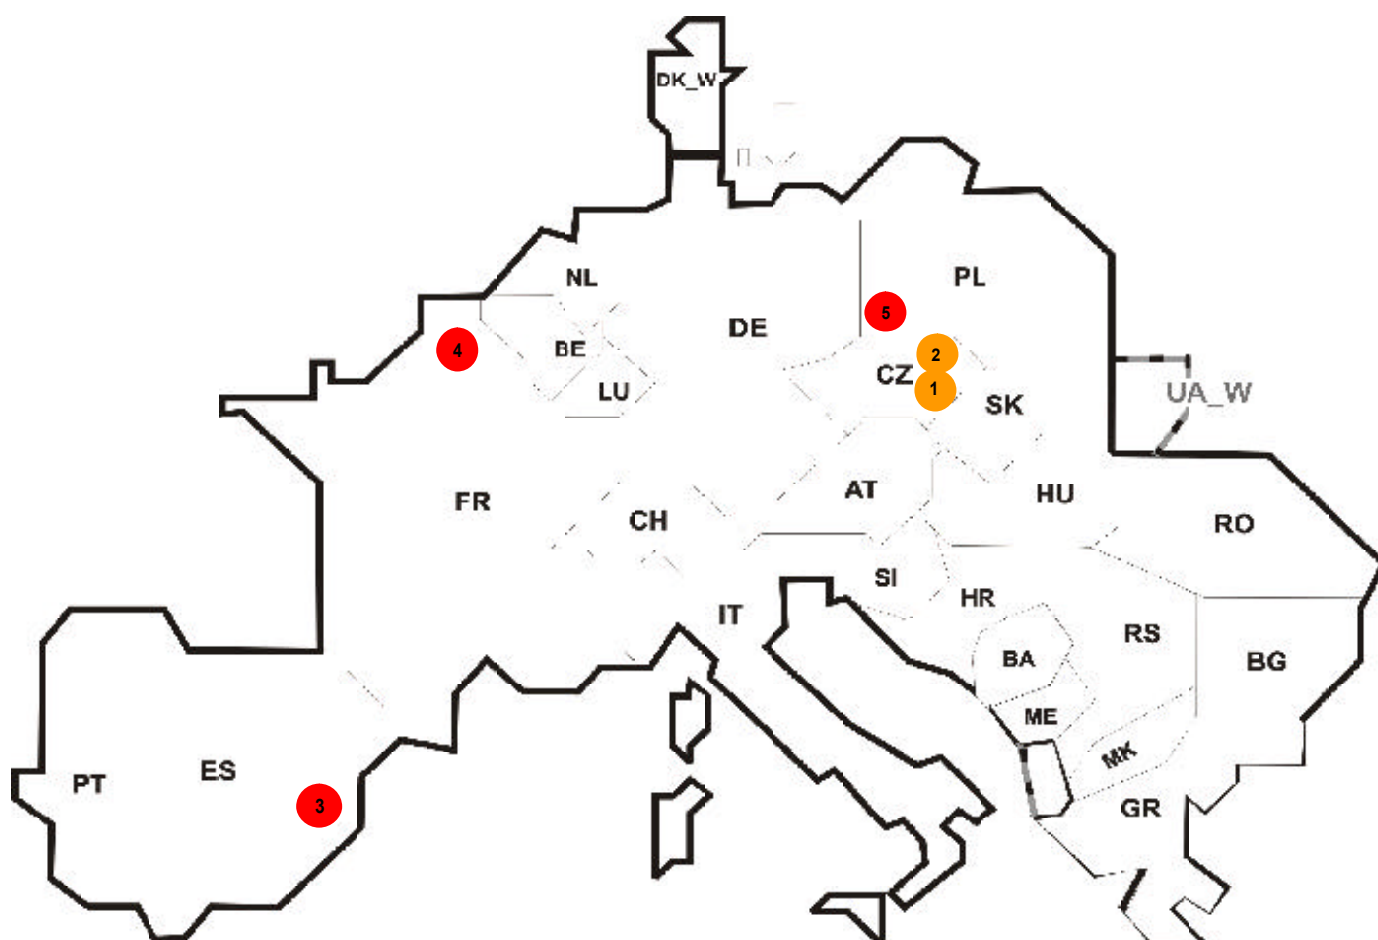 DK_W
NL
PL
5
DE
4
BE
2
CZ
1
LU
SK
UA_W
FR
AT
HU
CH
RO
SI
HR
IT
RS
BA
BG
ME
MK
PT
ES
3
GR